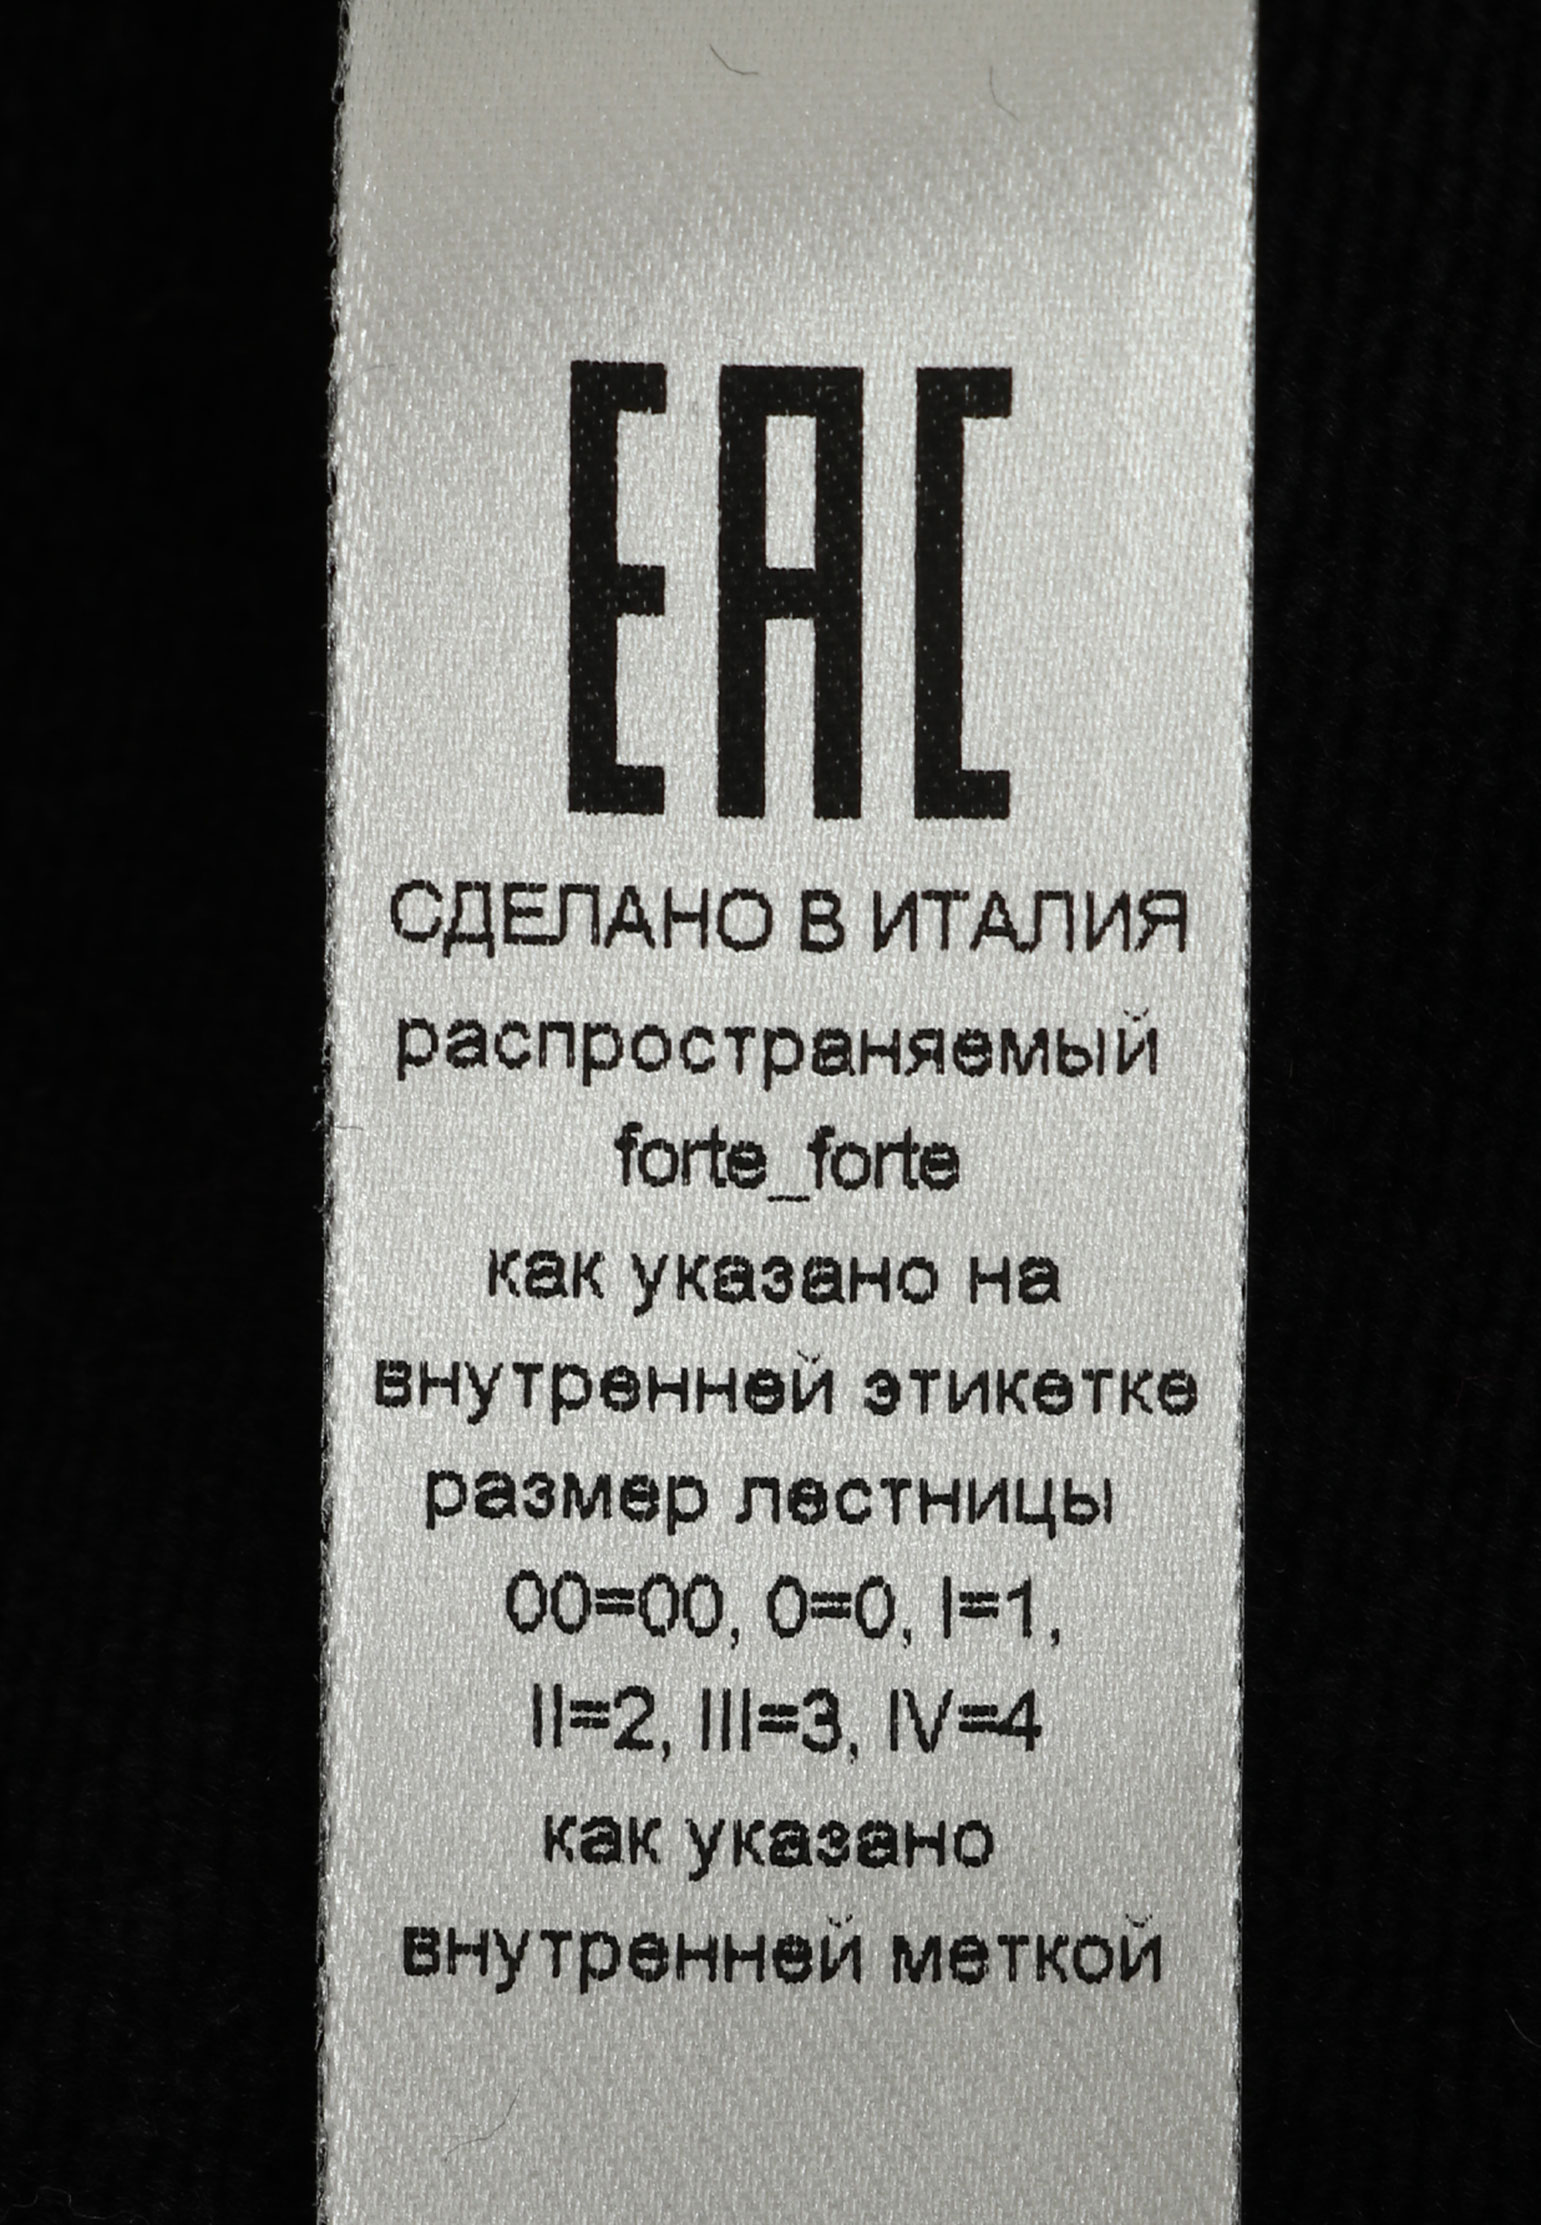 EAC
СДЕЛАНО В ИТАЛИЯ
распространяемый
forte_forte
как указано на
внутренней этикетке
размер лестницы
00=00, 0=0, I=1,
II=2, III=3, IV=4
как указано
внутренней меткой